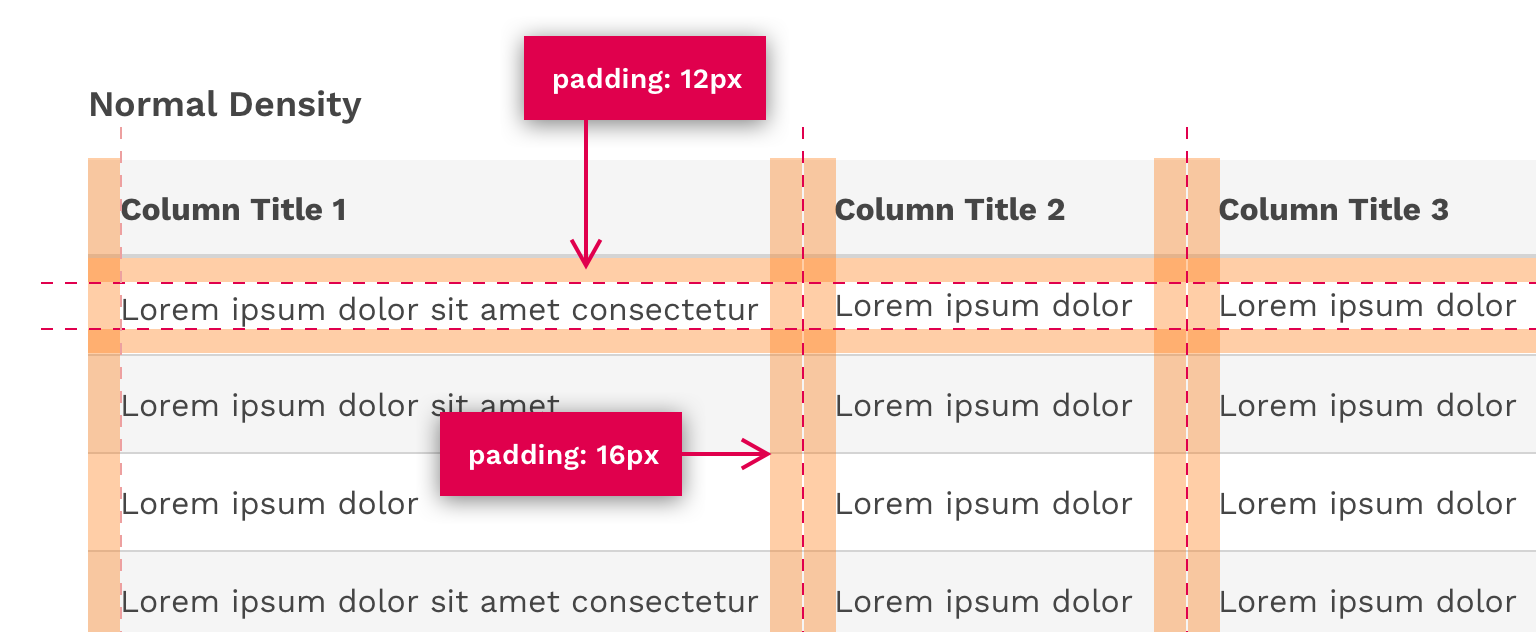 padding: 12px
Normal Density
Column Title 1 Column Title 2 Column Title 3
Lorem ipsum dolor sit amet consectetur Lorem ipsum dolor Lorem ipsum dolor
Lorem ipsum dolor sit amet Lorem ipsum dolor Lorem ipsum dolor
padding: 16px
Lorem ipsum dolor Lorem ipsum dolor Lorem ipsum dolor
Lorem ipsum dolor sit amet consectetur Lorem ipsum dolor Lorem ipsum dolor